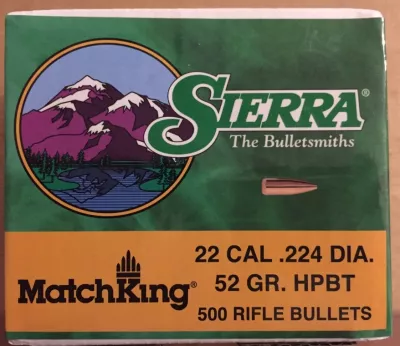 SIERRA®
The Bulletsmiths
22 CAL .224 DIA.
MatchKing®
52 GR. HPBT
500 RIFLE BULLETS